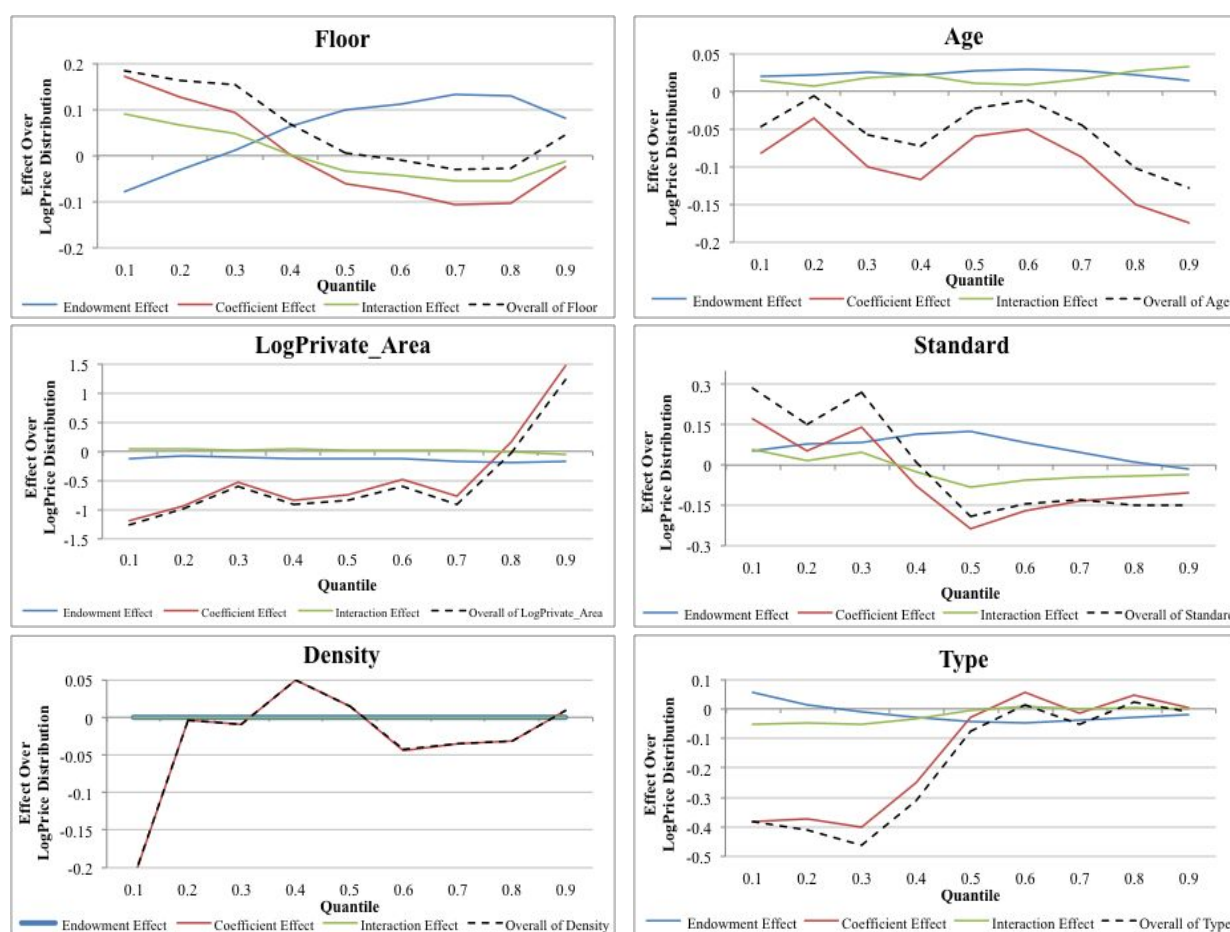 Floor
Effect Over
LogPrice Distribution
0.2
0.1
0
-0.1
-0.2
0.1 0.2 0.3 0.4 0.5 0.6 0.7 0.8 0.9
Quantile
Endowment Effect Coefficient Effect Interaction Effect Overall of Floor
Age
Effect Over
LogPrice Distribution
0.05
0
-0.05
-0.1
-0.15
-0.2
0.1 0.2 0.3 0.4 0.5 0.6 0.7 0.8 0.9
Quantile
Endowment Effect Coefficient Effect Interaction Effect Overall of Age
LogPrivate_Area
Effect Over
LogPrice Distribution
1.5
1
0.5
0
-0.5
-1
-1.5
0.1 0.2 0.3 0.4 0.5 0.6 0.7 0.8 0.9
Quantile
Endowment Effect Coefficient Effect Interaction Effect Overall of LogPrivate_Area
Standard
Effect Over
LogPrice Distribution
0.3
0.15
0
-0.15
-0.3
0.1 0.2 0.3 0.4 0.5 0.6 0.7 0.8 0.9
Quantile
Endowment Effect Coefficient Effect Interaction Effect Overall of Standard
Density
Effect Over
LogPrice Distribution
0.05
0
-0.05
-0.1
-0.15
-0.2
0.1 0.2 0.3 0.4 0.5 0.6 0.7 0.8 0.9
Quantile
Endowment Effect Coefficient Effect Interaction Effect Overall of Density
Type
Effect Over
LogPrice Distribution
0.1
0
-0.1
-0.2
-0.3
-0.4
-0.5
0.1 0.2 0.3 0.4 0.5 0.6 0.7 0.8 0.9
Quantile
Endowment Effect Coefficient Effect Interaction Effect Overall of Type